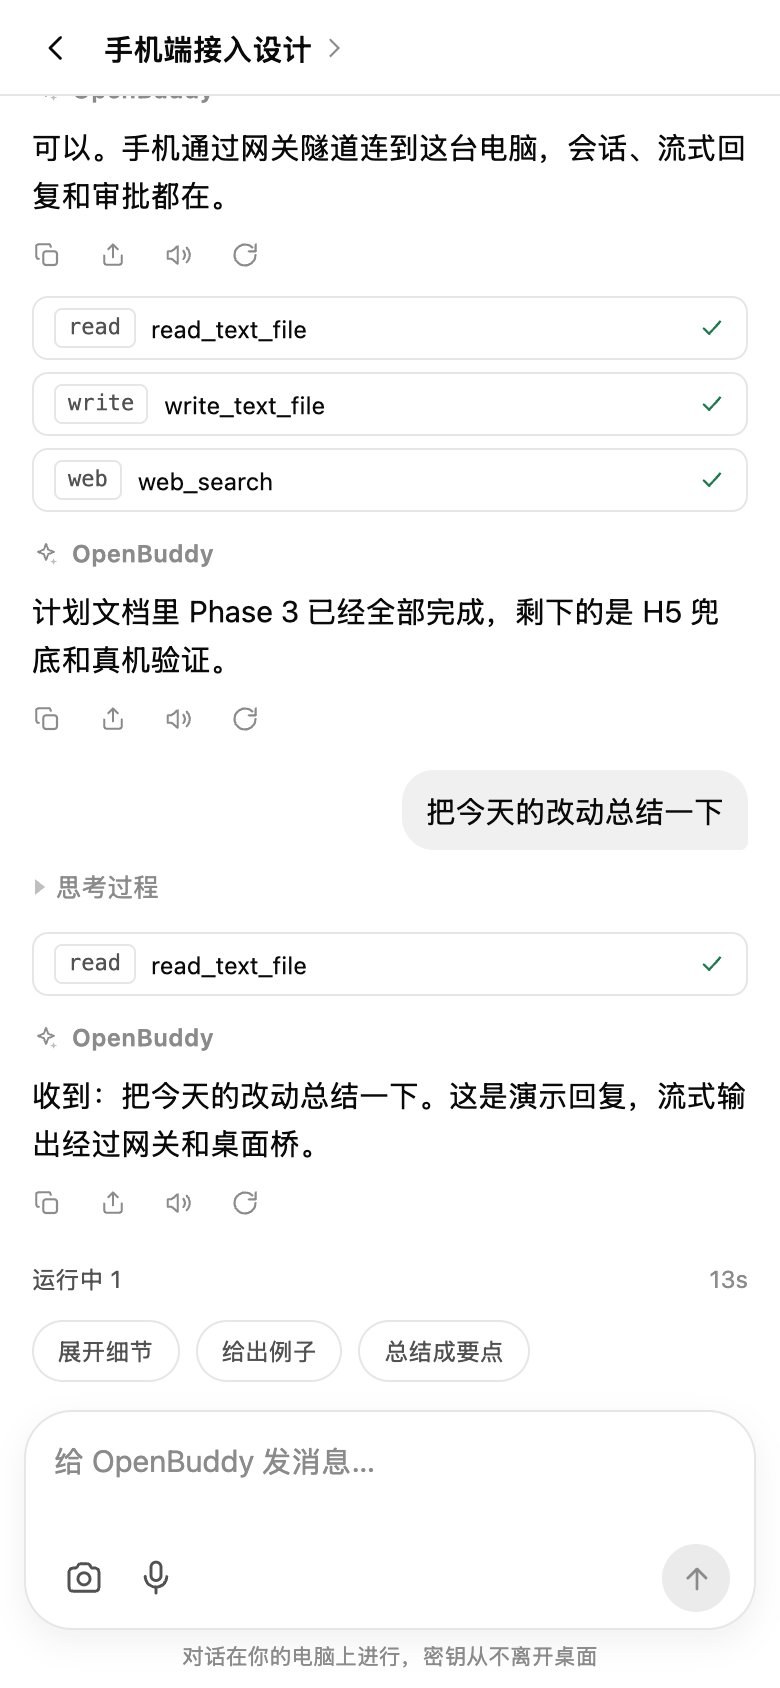 手机端接入设计
OpenBuddy
可以。手机通过网关隧道连到这台电脑，会话、流式回
复和审批都在。
read read_text_file
write write_text_file
web web_search
OpenBuddy
计划文档里 Phase 3 已经全部完成，剩下的是 H5 兜
底和真机验证。
把今天的改动总结一下
思考过程
read read_text_file
OpenBuddy
收到：把今天的改动总结一下。这是演示回复，流式输
出经过网关和桌面桥。
运行中 1 13s
展开细节 给出例子 总结成要点
给 OpenBuddy 发消息...
对话在你的电脑上进行，密钥从不离开桌面